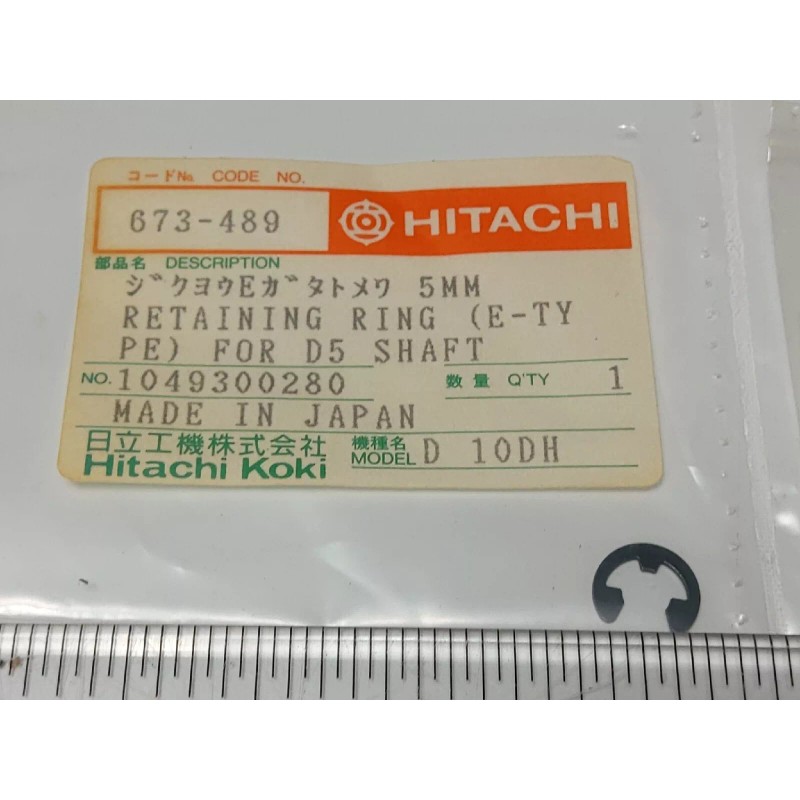 コードNo. CODE NO.
673-489 HITACHI
部品名 DESCRIPTION
ジクヨウEガタトメワ 5MM
RETAINING RING (E-TY
PE) FOR D5 SHAFT
NO. 1049300280 数量 Q'TY 1
MADE IN JAPAN
日立工機株式会社 機種名
Hitachi Koki MODEL D 10DH